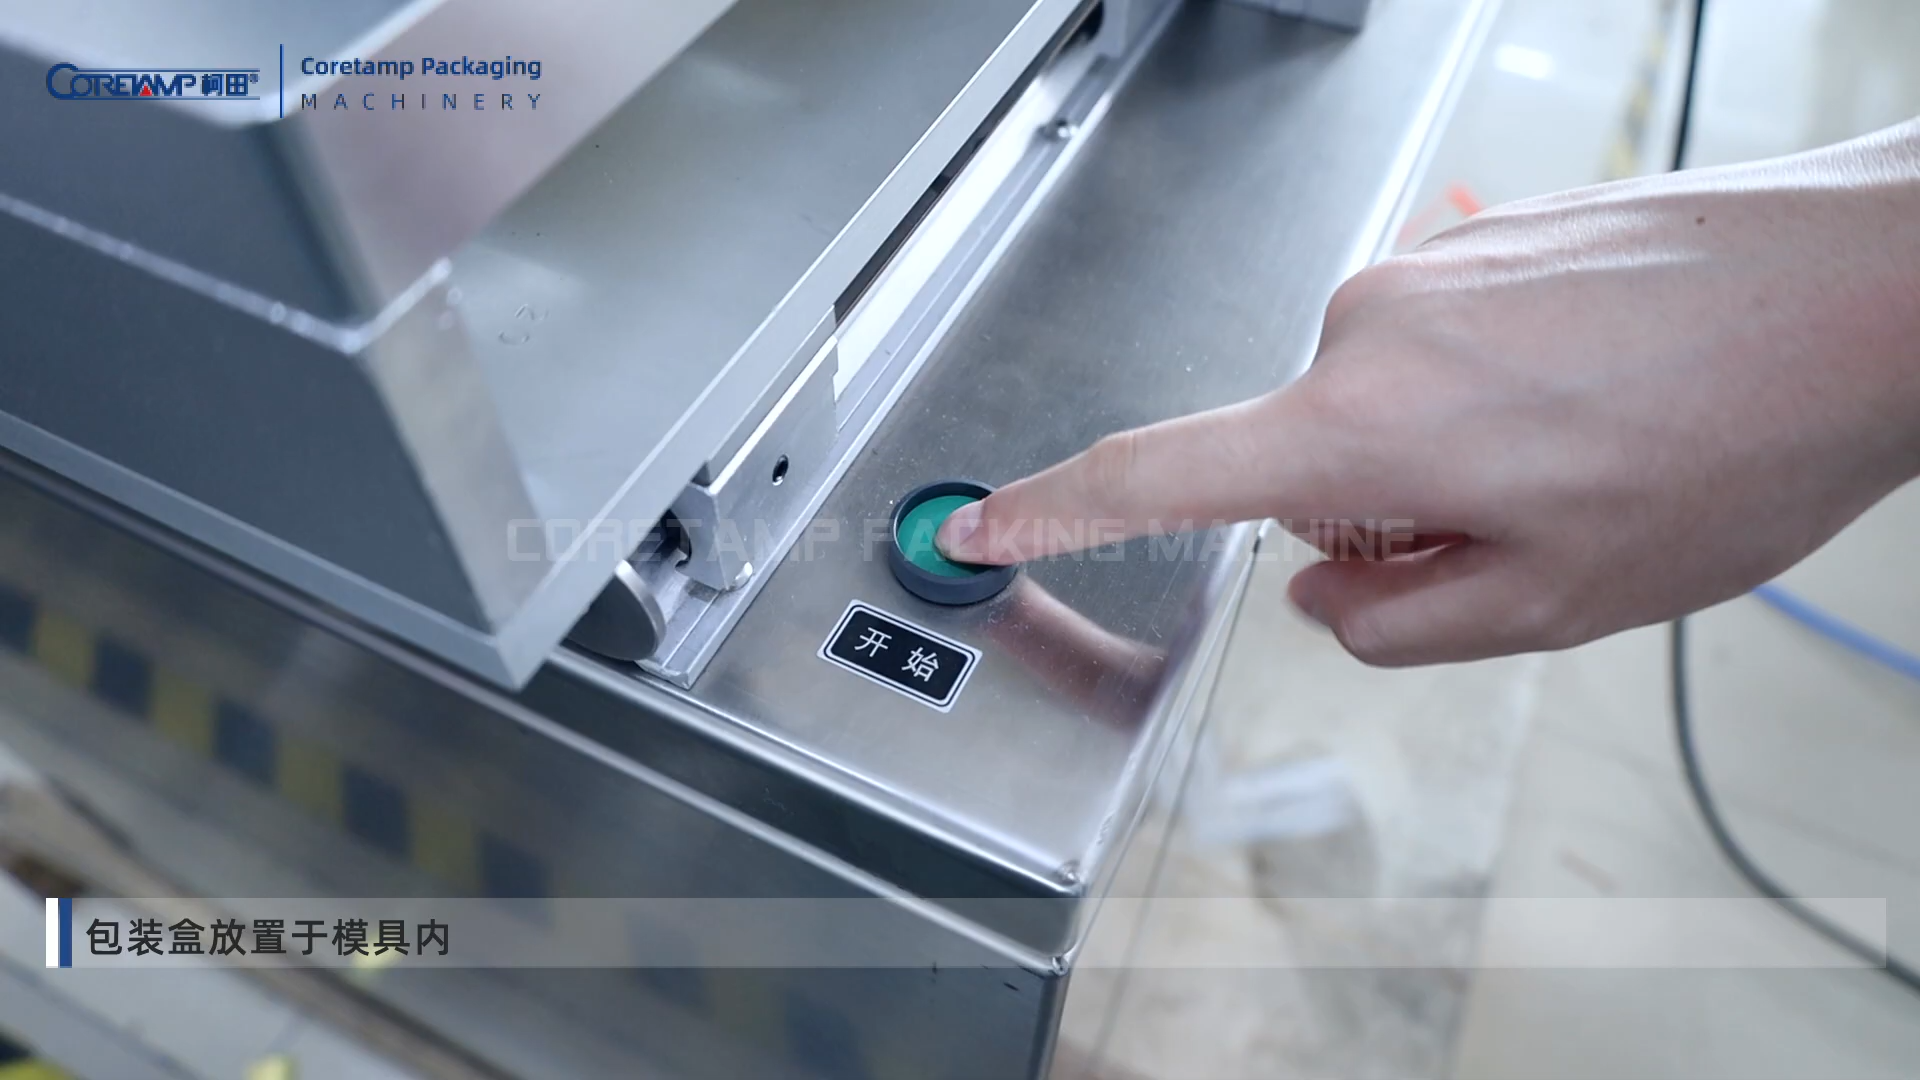 CORETAMP 柯田®
Coretamp Packaging
MACHINERY
CORETAMP PACKING MACHINE
开始
包装盒放置于模具内